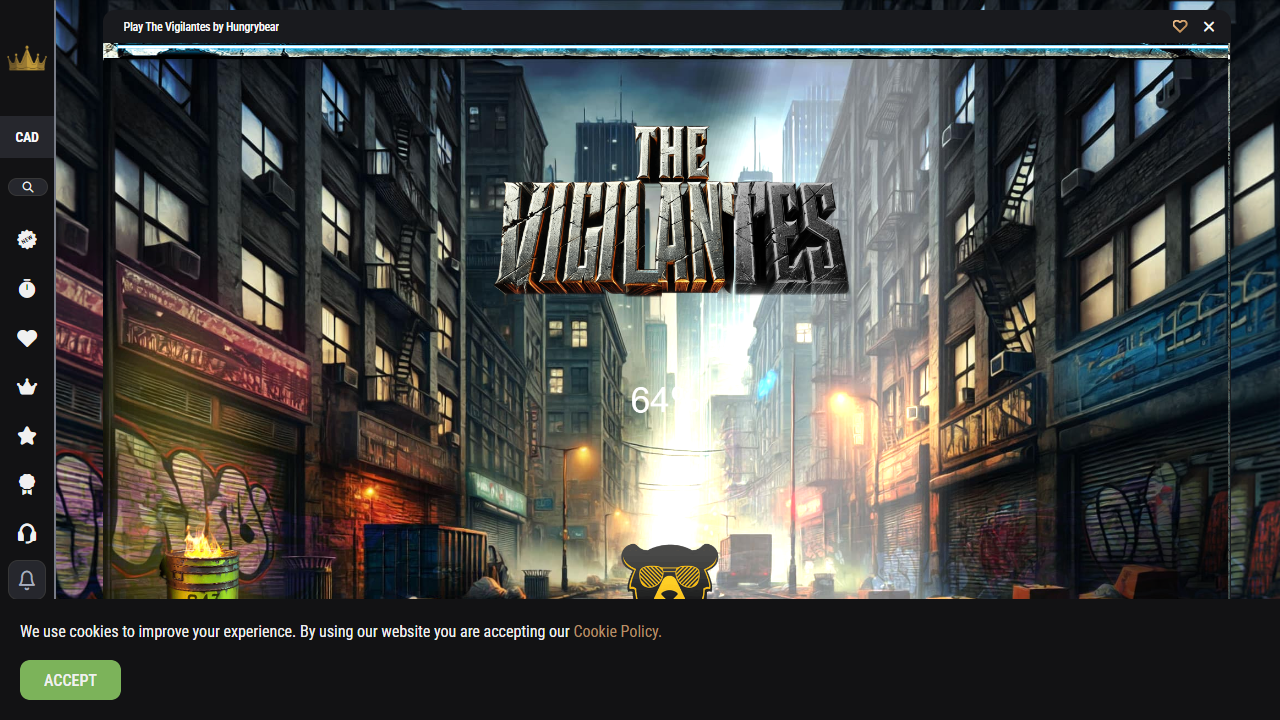 Play The Vigilantes by Hungrybear
CAD
NEW
THE
VIGILANTES
We use cookies to improve your experience. By using our website you are accepting our Cookie Policy.
ACCEPT